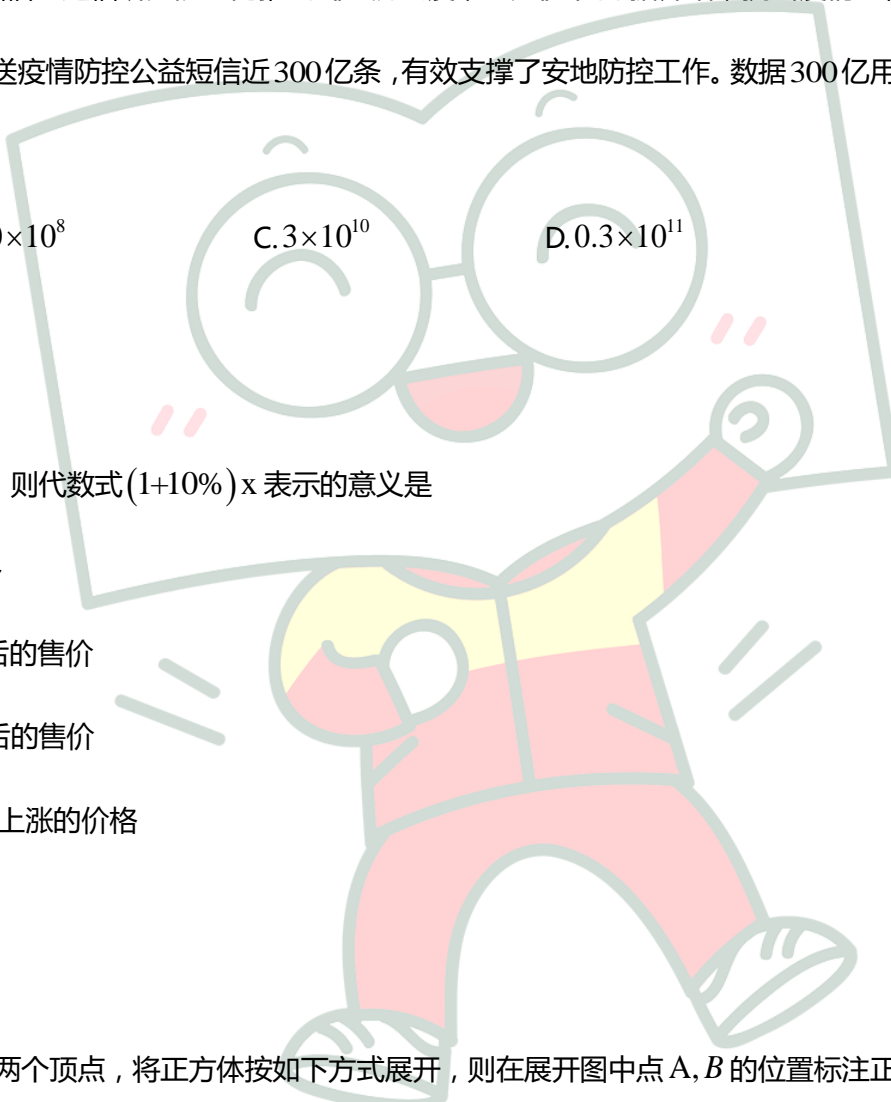 送疫情防控公益短信近300亿条，有效支撑了安地防控工作。数据300亿用
×10⁸ C.3×10¹⁰ D.0.3×10¹¹
则代数式(1+10%)x 表示的意义是
后的售价
后的售价
上涨的价格
两个顶点，将正方体按如下方式展开，则在展开图中点A, B 的位置标注正